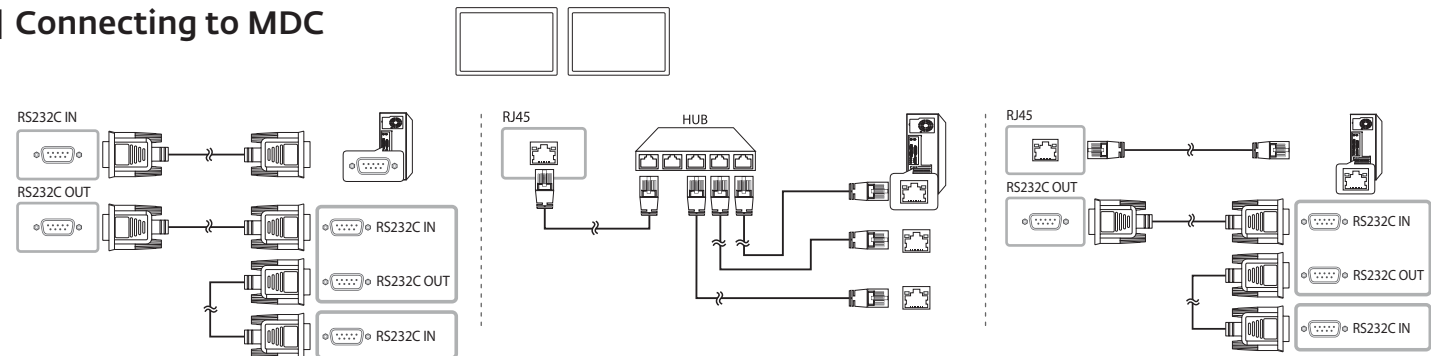 Connecting to MDC
RS232C IN
RS232C OUT
RS232C IN
RS232C OUT
RS232C IN
RJ45
HUB
RJ45
RS232C OUT
RS232C IN
RS232C OUT
RS232C IN